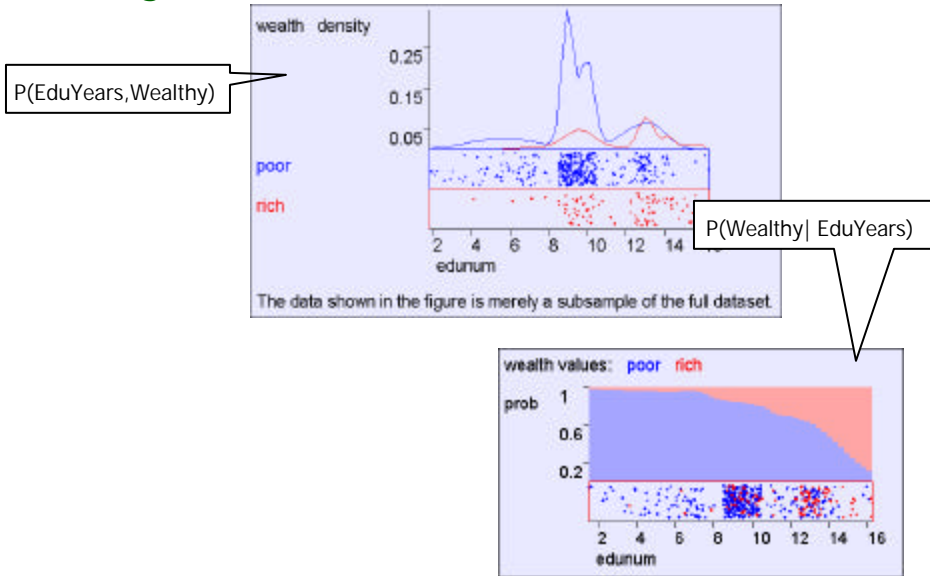 wealth density
0.25
P(EduYears,Wealthy)
0.15
0.05
poor
rich
P(Wealthy| EduYears)
2 4 6 8 10 12 14
edunum
The data shown in the figure is merely a subsample of the full dataset.
wealth values: poor rich
prob 1
0.6
0.2
2 4 6 8 10 12 14 16
edunum